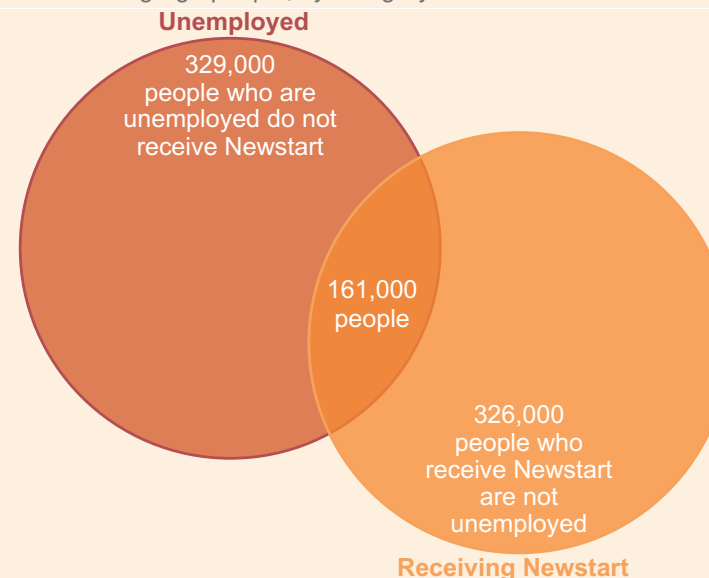 Unemployed
329,000
people who are
unemployed do not
receive Newstart
161,000
people
326,000
people who
receive Newstart
are not
unemployed
Receiving Newstart